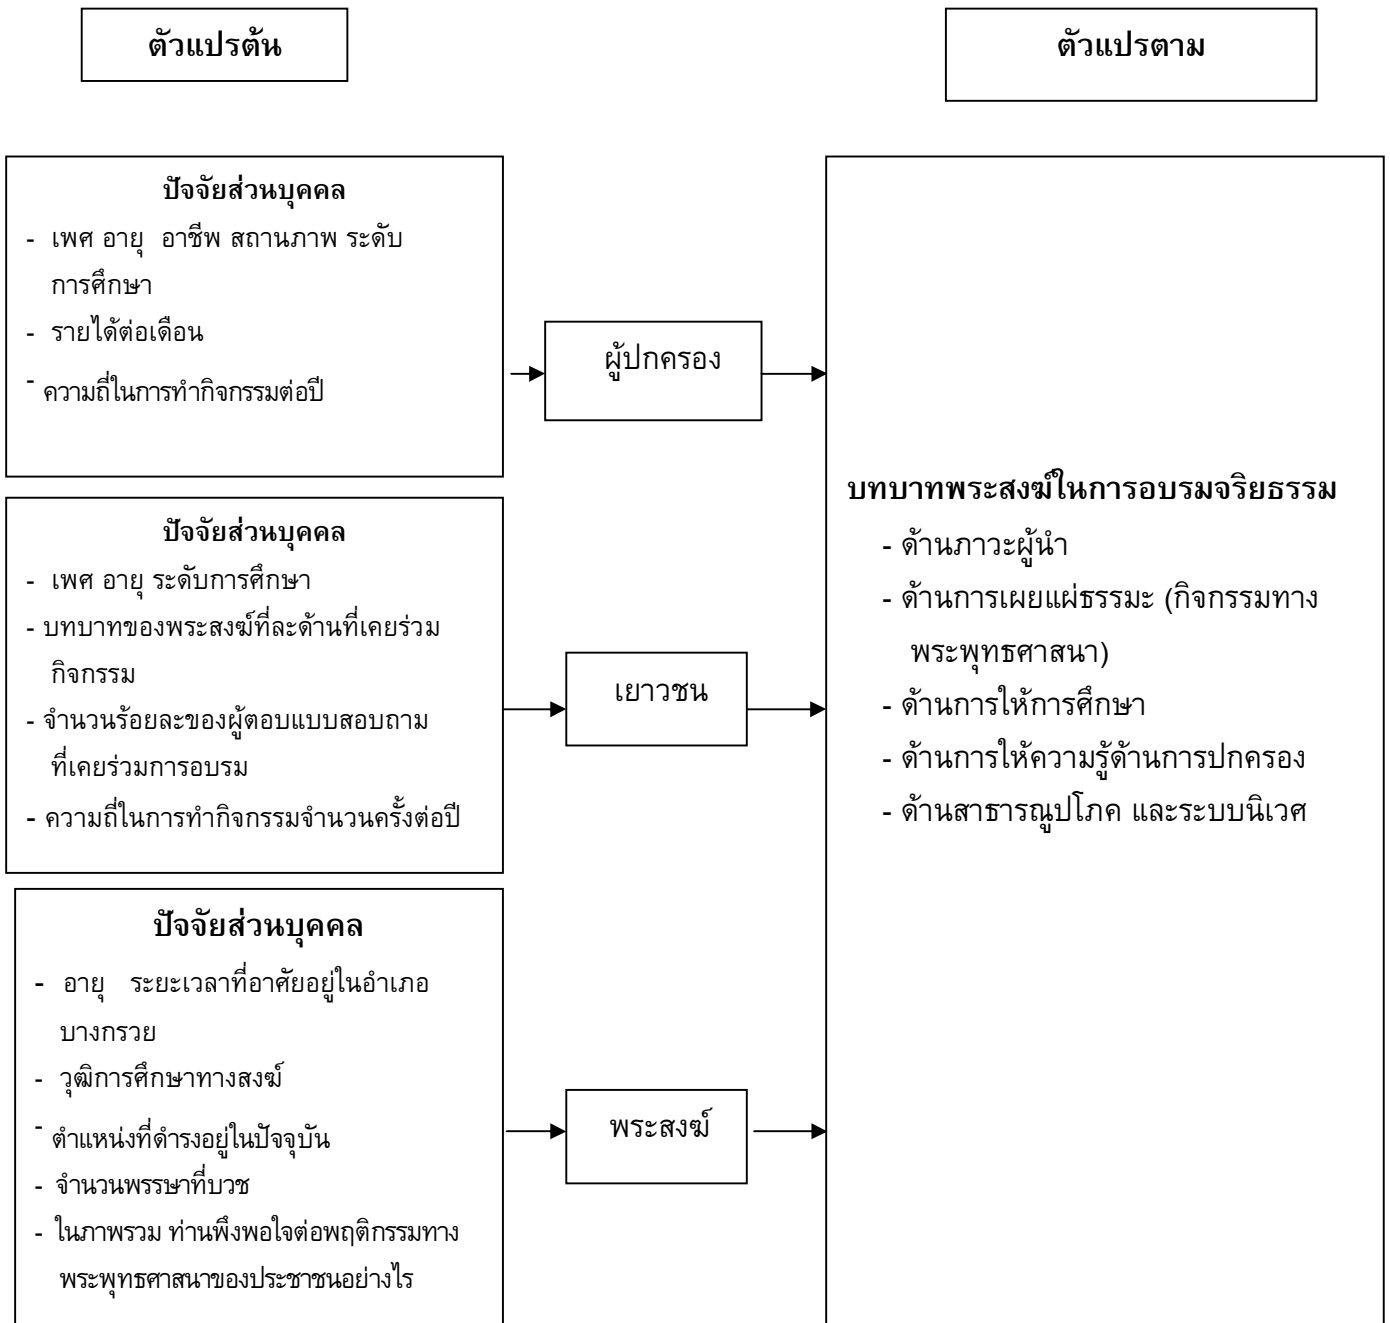 ตัวแปรต้น
ตัวแปรตาม
ปัจจัยส่วนบุคคล
- เพศ อายุ อาชีพ สถานภาพ ระดับ
การศึกษา
- รายได้ต่อเดือน
- ความถี่ในการทำกิจกรรมต่อปี
ผู้ปกครอง
ปัจจัยส่วนบุคคล
- เพศ อายุ ระดับการศึกษา
- บทบาทของพระสงฆ์ที่ละด้านที่เคยร่วม
กิจกรรม
- จำนวนร้อยละของผู้ตอบแบบสอบถาม
ที่เคยร่วมการอบรม
- ความถี่ในการทำกิจกรรมจำนวนครั้งต่อปี
เยาวชน
ปัจจัยส่วนบุคคล
- อายุ ระยะเวลาที่อาศัยอยู่ในอำเภอ
บางกรวย
- วุฒิการศึกษาทางสงฆ์
- ตำแหน่งที่ดำรงอยู่ในปัจจุบัน
- จำนวนพรรษาที่บวช
- ในภาพรวม ท่านพึงพอใจต่อพฤติกรรมทาง
พระพุทธศาสนาของประชาชนอย่างไร
พระสงฆ์
บทบาทพระสงฆ์ในการอบรมจริยธรรม
- ด้านภาวะผู้นำ
- ด้านการเผยแผ่ธรรมะ (กิจกรรมทาง
พระพุทธศาสนา)
- ด้านการให้การศึกษา
- ด้านการให้ความรู้ด้านการปกครอง
- ด้านสาธารณูปโภค และระบบนิเวศ